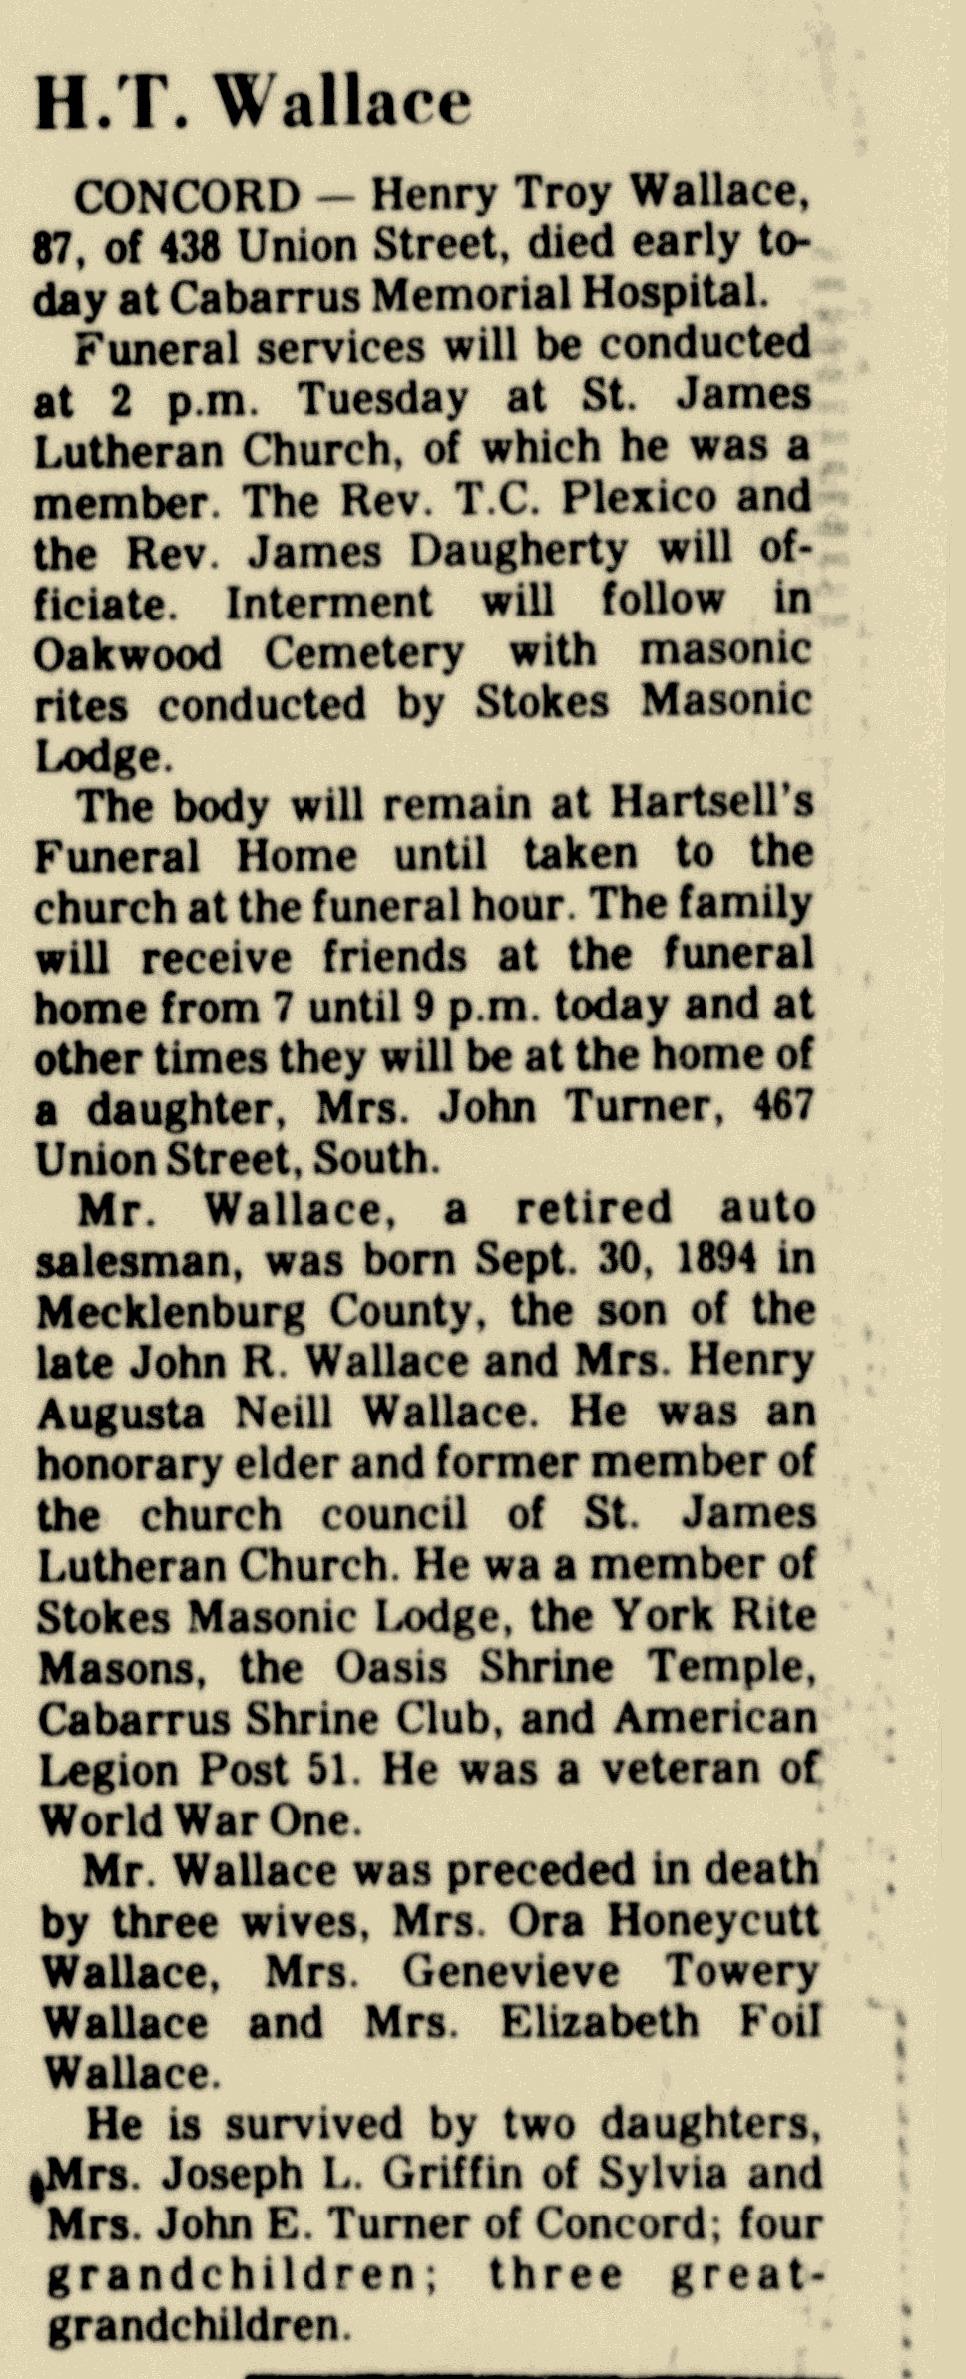 H.T. Wallace
CONCORD — Henry Troy Wallace,
87, of 438 Union Street, died early to-
day at Cabarrus Memorial Hospital.
Funeral services will be conducted
at 2 p.m. Tuesday at St. James
Lutheran Church, of which he was a
member. The Rev. T.C. Plexico and
the Rev. James Daugherty will of-
ficiate. Interment will follow in
Oakwood Cemetery with masonic
rites conducted by Stokes Masonic
Lodge.
The body will remain at Hartsell's
Funeral Home until taken to the
church at the funeral hour. The family
will receive friends at the funeral
home from 7 until 9 p.m. today and at
other times they will be at the home of
a daughter, Mrs. John Turner, 467
Union Street, South.
Mr. Wallace, a retired auto
salesman, was born Sept. 30, 1894 in
Mecklenburg County, the son of the
late John R. Wallace and Mrs. Henry
Augusta Neill Wallace. He was an
honorary elder and former member of
the church council of St. James
Lutheran Church. He wa a member of
Stokes Masonic Lodge, the York Rite
Masons, the Oasis Shrine Temple,
Cabarrus Shrine Club, and American
Legion Post 51. He was a veteran of
World War One.
Mr. Wallace was preceded in death
by three wives, Mrs. Ora Honeycutt
Wallace, Mrs. Genevieve Towery
Wallace and Mrs. Elizabeth Foil
Wallace.
He is survived by two daughters,
Mrs. Joseph L. Griffin of Sylvia and
Mrs. John E. Turner of Concord; four
grandchildren; three great-
grandchildren.